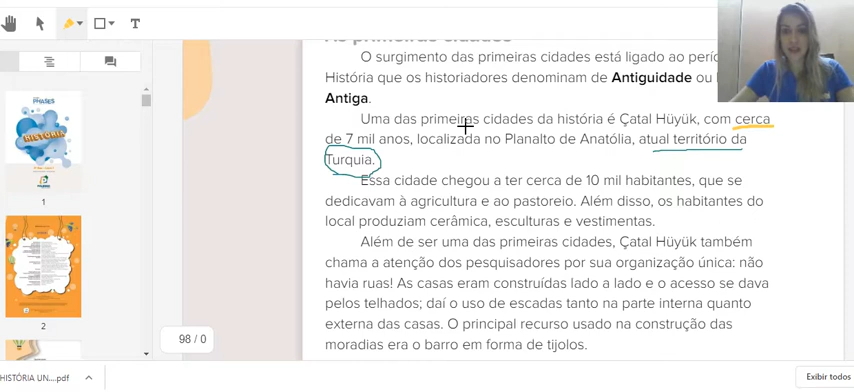 T
As primeiras cidades
O surgimento das primeiras cidades está ligado ao
História que os historiadores denominam de Antiguidade ou
Antiga.
Uma das primeiras cidades da história é Çatal Hüyük, com cerca
de 7 mil anos, localizada no Planalto de Anatólia, atual território da
Turquia.
Essa cidade chegou a ter cerca de 10 mil habitantes, que se
dedicavam à agricultura e ao pastoreio. Além disso, os habitantes do
local produziam cerâmica, esculturas e vestimentas.
Além de ser uma das primeiras cidades, Çatal Hüyük também
chama a atenção dos pesquisadores por sua organização única: não
havia ruas! As casas eram construídas lado a lado e o acesso se dava
pelos telhados; daí o uso de escadas tanto na parte interna quanto
externa das casas. O principal recurso usado na construção das
moradias era o barro em forma de tijolos.
PHASES
HISTÓRIA
1
2
98 / 0
HISTÓRIA UN....pdf
Exibir todos